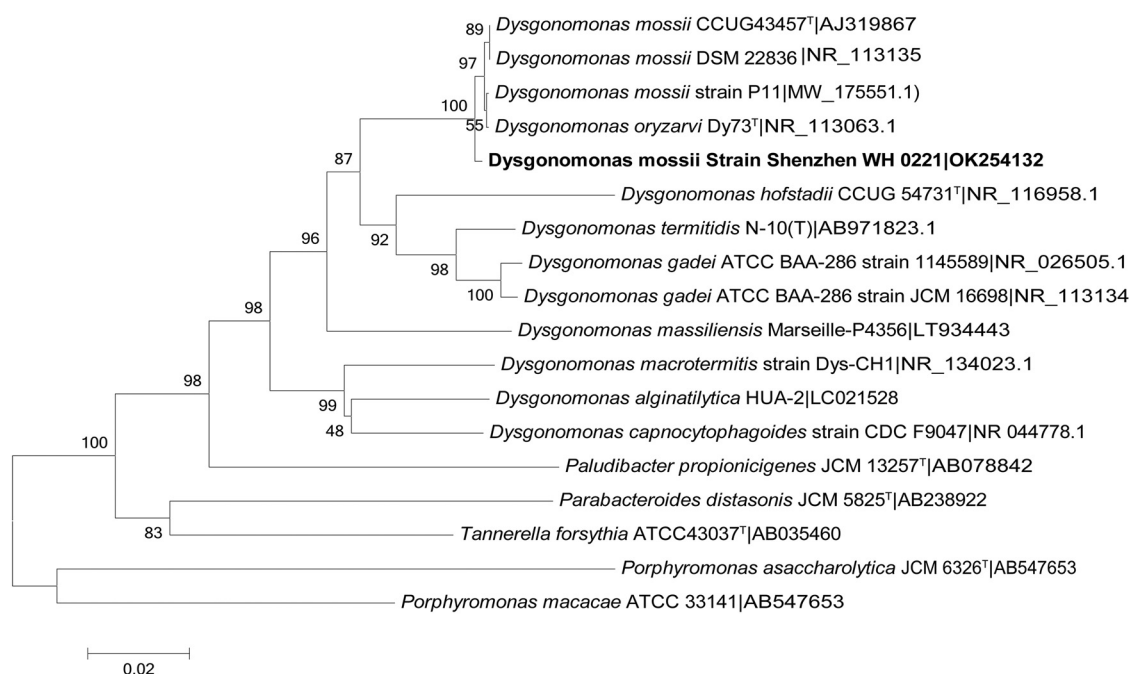 89
Dysgonomonas mossii CCUG43457ᵀ|AJ319867
Dysgonomonas mossii DSM 22836|NR_113135
97
Dysgonomonas mossii strain P11|MW_175551.1)
100
55
Dysgonomonas oryzarvi Dy73ᵀ|NR_113063.1
Dysgonomonas mossii Strain Shenzhen WH 0221|OK254132
87
Dysgonomonas hofstadii CCUG 54731ᵀ|NR_116958.1
Dysgonomonas termitidis N-10(T)|AB971823.1
96
92
Dysgonomonas gadei ATCC BAA-286 strain 1145589|NR_026505.1
98
100
Dysgonomonas gadei ATCC BAA-286 strain JCM 16698|NR_113134
98
Dysgonomonas massiliensis Marseille-P4356|LT934443
Dysgonomonas macrotermitis strain Dys-CH1|NR_134023.1
98
Dysgonomonas alginatilytica HUA-2|LC021528
99
48
Dysgonomonas capnocytophagoides strain CDC F9047|NR 044778.1
100
Paludibacter propionicigenes JCM 13257ᵀ|AB078842
Parabacteroides distasonis JCM 5825ᵀ|AB238922
83
Tannerella forsythia ATCC43037ᵀ|AB035460
Porphyromonas asaccharolytica JCM 6326ᵀ|AB547653
Porphyromonas macacae ATCC 33141|AB547653
0.02